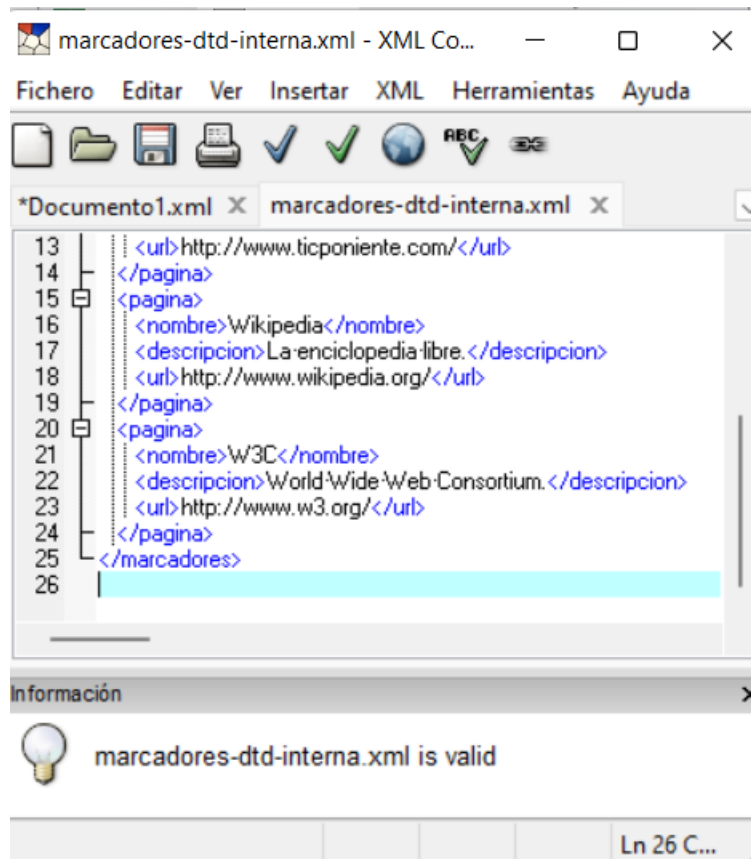 marcadores-dtd-interna.xml - XML Co...
Fichero Editar Ver Insertar XML Herramientas Ayuda
ABC
*Documento1.xml X marcadores-dtd-interna.xml X
13 <url>http://www.ticponiente.com/</url>
14 </pagina>
15 <pagina>
16 <nombre>Wikipedia</nombre>
17 <descripcion>La·enciclopedia·libre.</descripcion>
18 <url>http://www.wikipedia.org/</url>
19 </pagina>
20 <pagina>
21 <nombre>W3C</nombre>
22 <descripcion>World·Wide·Web·Consortium.</descripcion>
23 <url>http://www.w3.org/</url>
24 </pagina>
25 </marcadores>
26
Información
marcadores-dtd-interna.xml is valid
Ln 26 C...